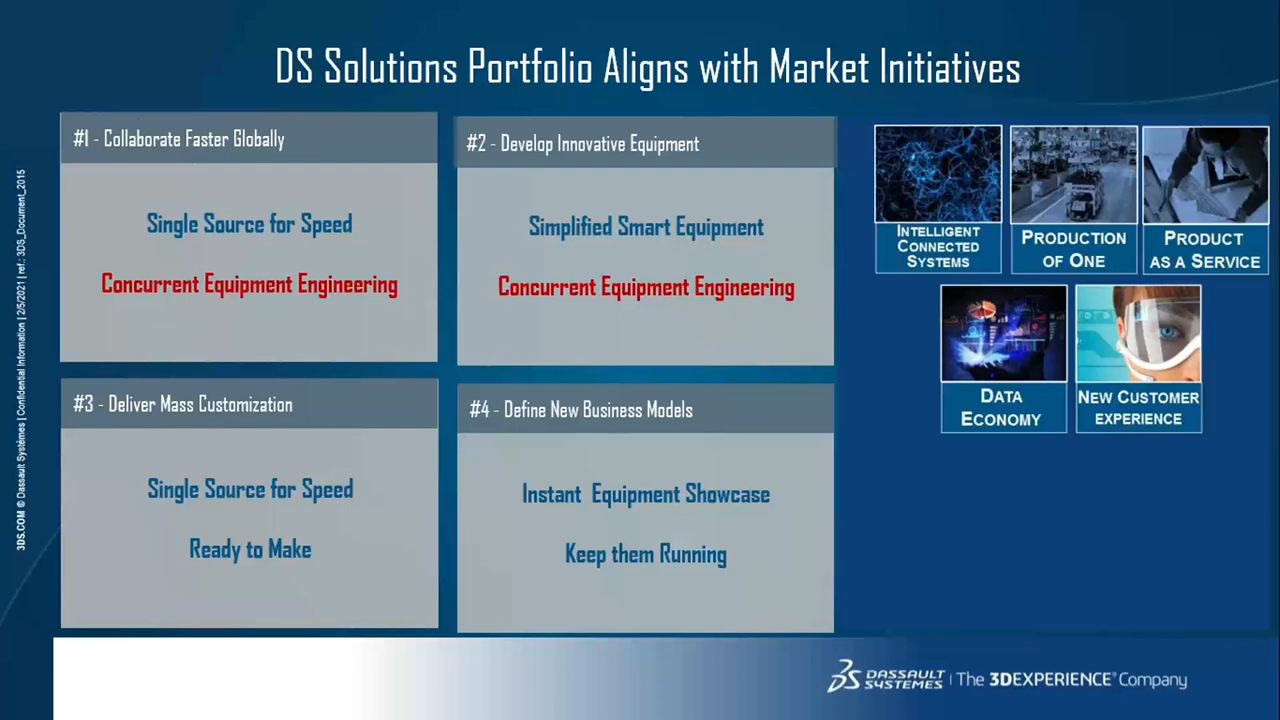 DS Solutions Portfolio Aligns with Market Initiatives
#1 - Collaborate Faster Globally
Single Source for Speed
Concurrent Equipment Engineering
#2 - Develop Innovative Equipment
Simplified Smart Equipment
Concurrent Equipment Engineering
#3 - Deliver Mass Customization
Single Source for Speed
Ready to Make
#4 - Define New Business Models
Instant Equipment Showcase
Keep them Running
INTELLIGENT
CONNECTED
SYSTEMS
PRODUCTION
OF ONE
PRODUCT
AS A SERVICE
DATA
ECONOMY
NEW CUSTOMER
EXPERIENCE
3DS.COM © Dassault Systèmes | Confidential Information | 2/5/2021 | ref.: 3DS_Document_2015
DASSAULT
SYSTEMES | The 3DEXPERIENCE® Company